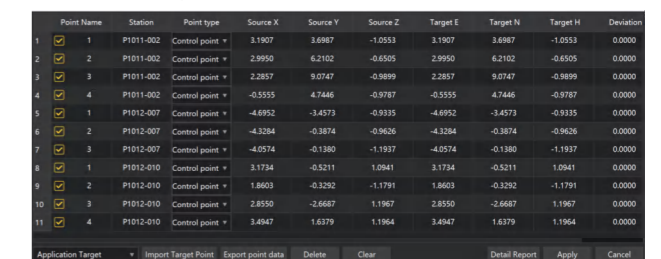 Point Name Station Point type Source X Source Y Source Z Target E Target N Target H Deviation
1 1 P1011-002 Control point 3.1907 3.6987 -1.0553 3.1907 3.6987 -1.0553 0.0000
2 2 P1011-002 Control point 2.9950 6.2102 -0.6505 2.9950 6.2102 -0.6505 0.0000
3 3 P1011-002 Control point 2.2857 9.0747 -0.9899 2.2857 9.0747 -0.9899 0.0000
4 4 P1011-002 Control point -0.5555 4.7446 -0.9787 -0.5555 4.7446 -0.9787 0.0000
5 1 P1012-007 Control point -4.6952 -3.4573 -0.9335 -4.6952 -3.4573 -0.9335 0.0000
6 2 P1012-007 Control point -4.3284 -0.3874 -0.9626 -4.3284 -0.3874 -0.9626 0.0000
7 3 P1012-007 Control point -4.0574 -0.1380 -1.1937 -4.0574 -0.1380 -1.1937 0.0000
8 1 P1012-010 Control point 3.1734 -0.5211 1.0941 3.1734 -0.5211 1.0941 0.0000
9 2 P1012-010 Control point 1.8603 -0.3292 -1.1791 1.8603 -0.3292 -1.1791 0.0000
10 3 P1012-010 Control point 2.8550 -2.6687 1.1967 2.8550 -2.6687 1.1967 0.0000
11 4 P1012-010 Control point 3.4947 1.6379 1.1964 3.4947 1.6379 1.1964 0.0000
Application Target Import Target Point Export point data Delete Clear Detail Report Apply Cancel